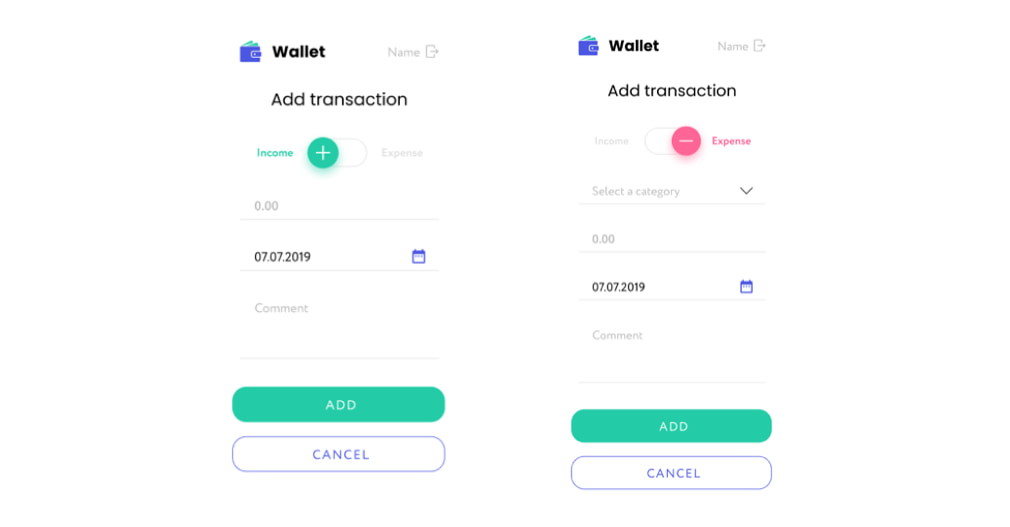 Wallet Name
Add transaction
Income Expense
0.00
07.07.2019
Comment
ADD
CANCEL
Wallet Name
Add transaction
Income Expense
Select a category
0.00
07.07.2019
Comment
ADD
CANCEL